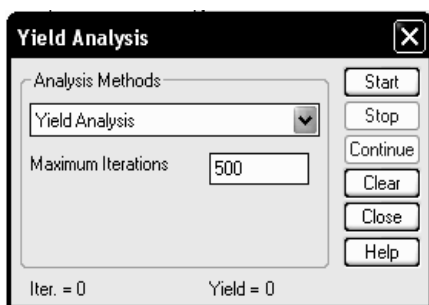 Yield Analysis
Analysis Methods
Yield Analysis
Maximum Iterations 500
Start
Stop
Continue
Clear
Close
Help
Iter. = 0 Yield = 0